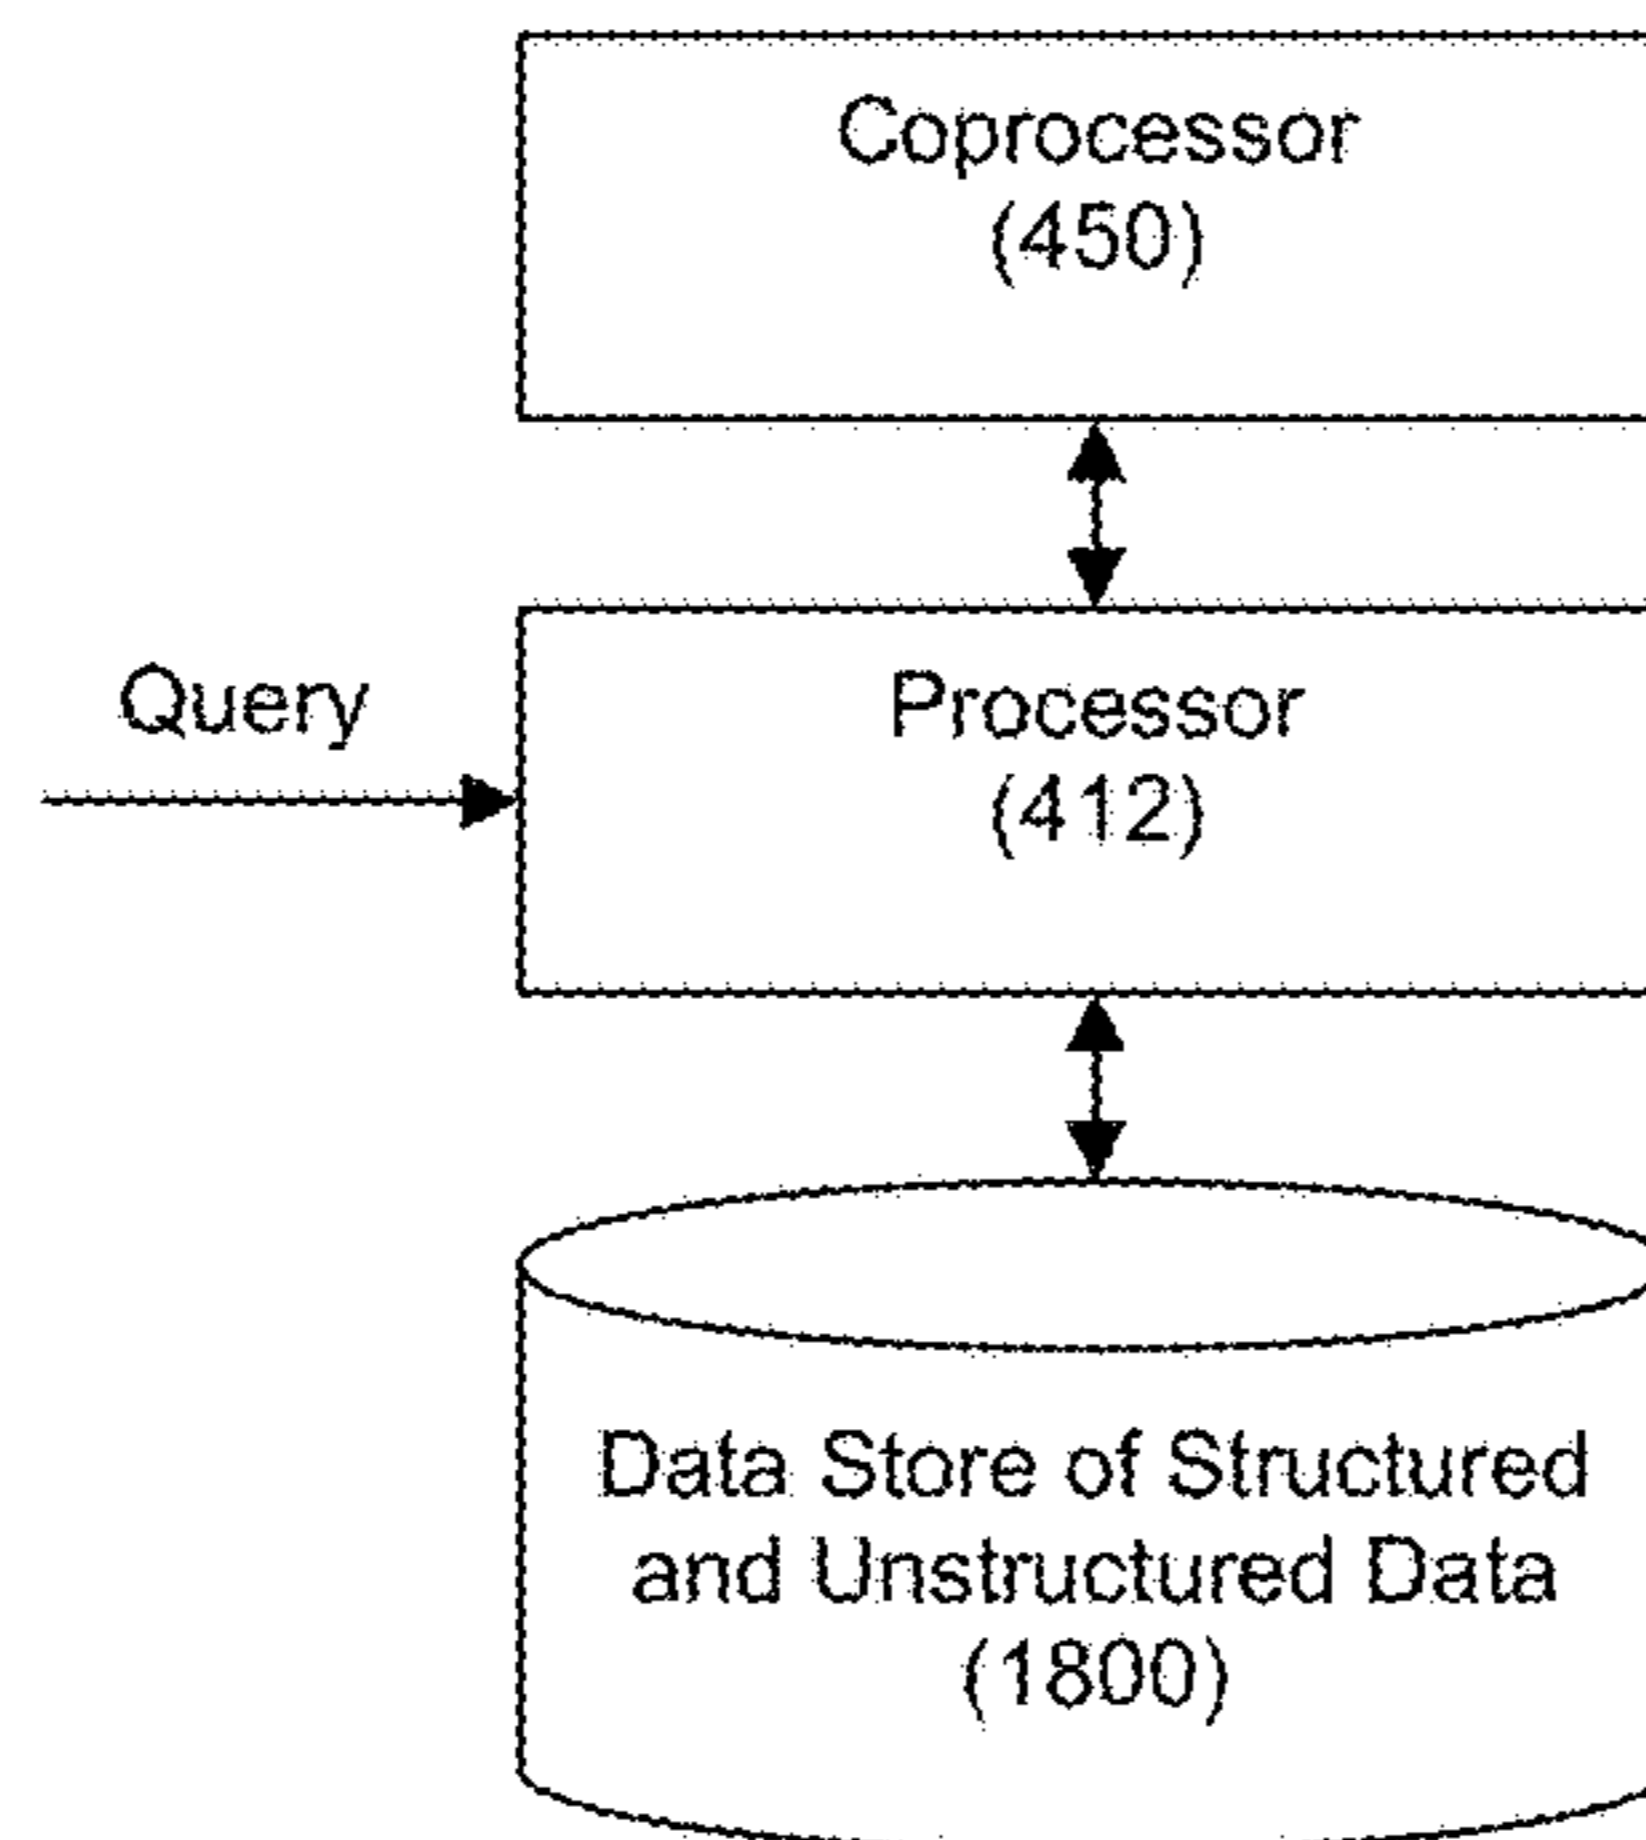 Coprocessor
(450)
Query
Processor
(412)
Data Store of Structured
and Unstructured Data
(1800)